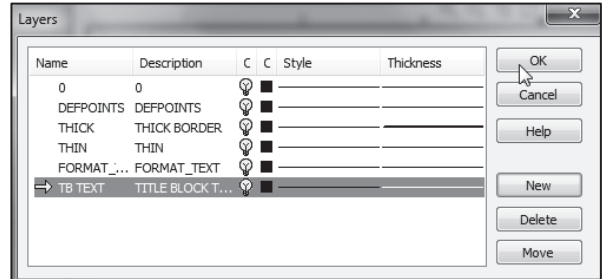 Layers
Name Description C C Style Thickness
0 0
DEFPOINTS DEFPOINTS
THICK THICK BORDER
THIN THIN
FORMAT_... FORMAT_TEXT
TB TEXT TITLE BLOCK T...
OK
Cancel
Help
New
Delete
Move